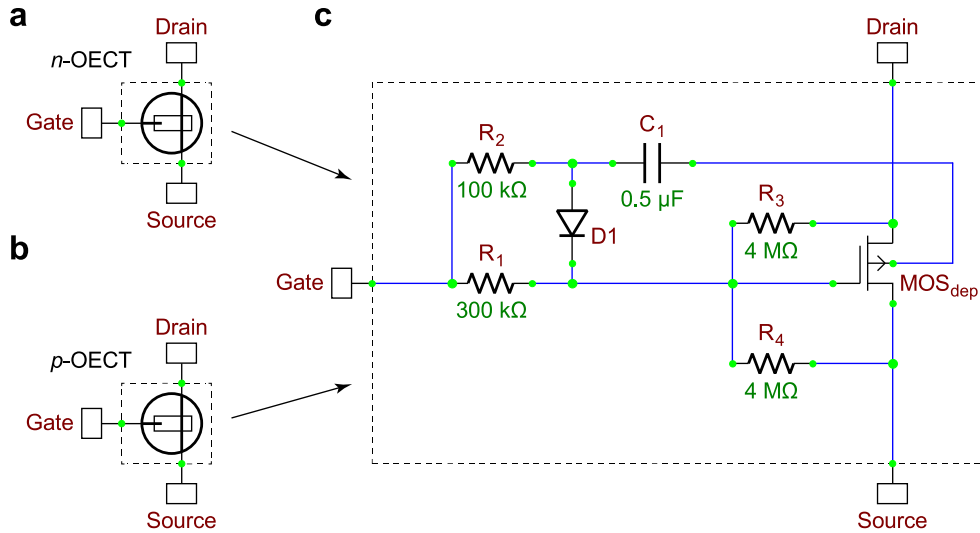 a
Drain
n-OECT
Gate
Source
b
Drain
p-OECT
Gate
Source
c
Drain
R2
100 kΩ
C1
0.5 µF
D1
R3
4 MΩ
Gate
R1
300 kΩ
MOSdep
R4
4 MΩ
Source